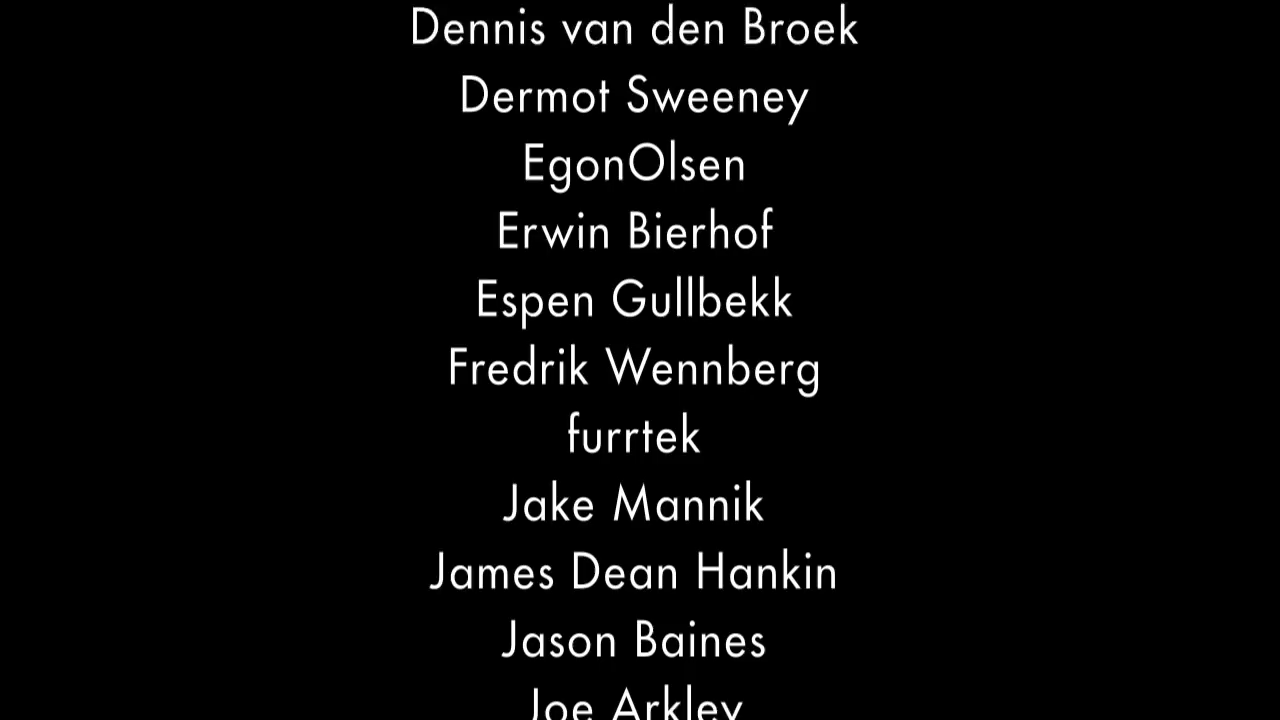 Dennis van den Broek
Dermot Sweeney
EgonOlsen
Erwin Bierhof
Espen Gullbekk
Fredrik Wennberg
furrtek
Jake Mannik
James Dean Hankin
Jason Baines
Joe Arkley